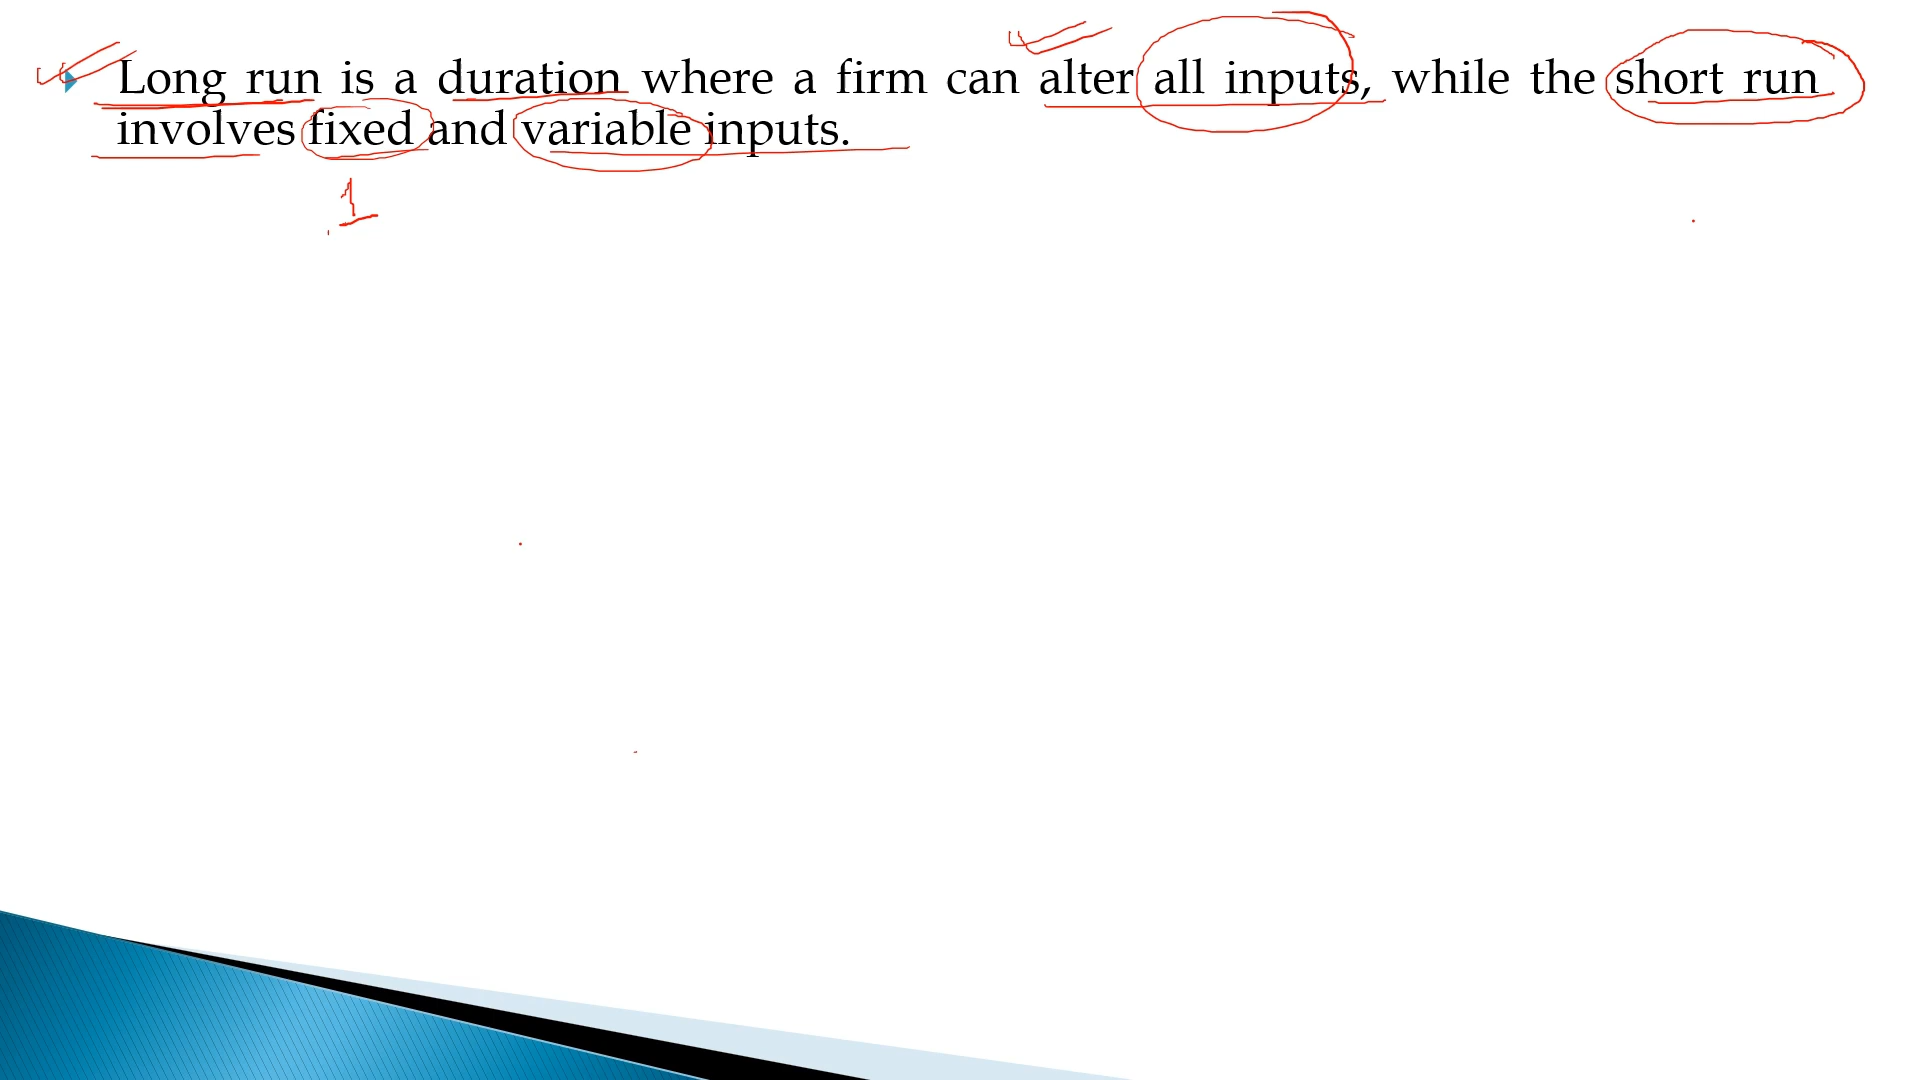 Long run is a duration where a firm can alter all inputs, while the short run
involves fixed and variable inputs.
1